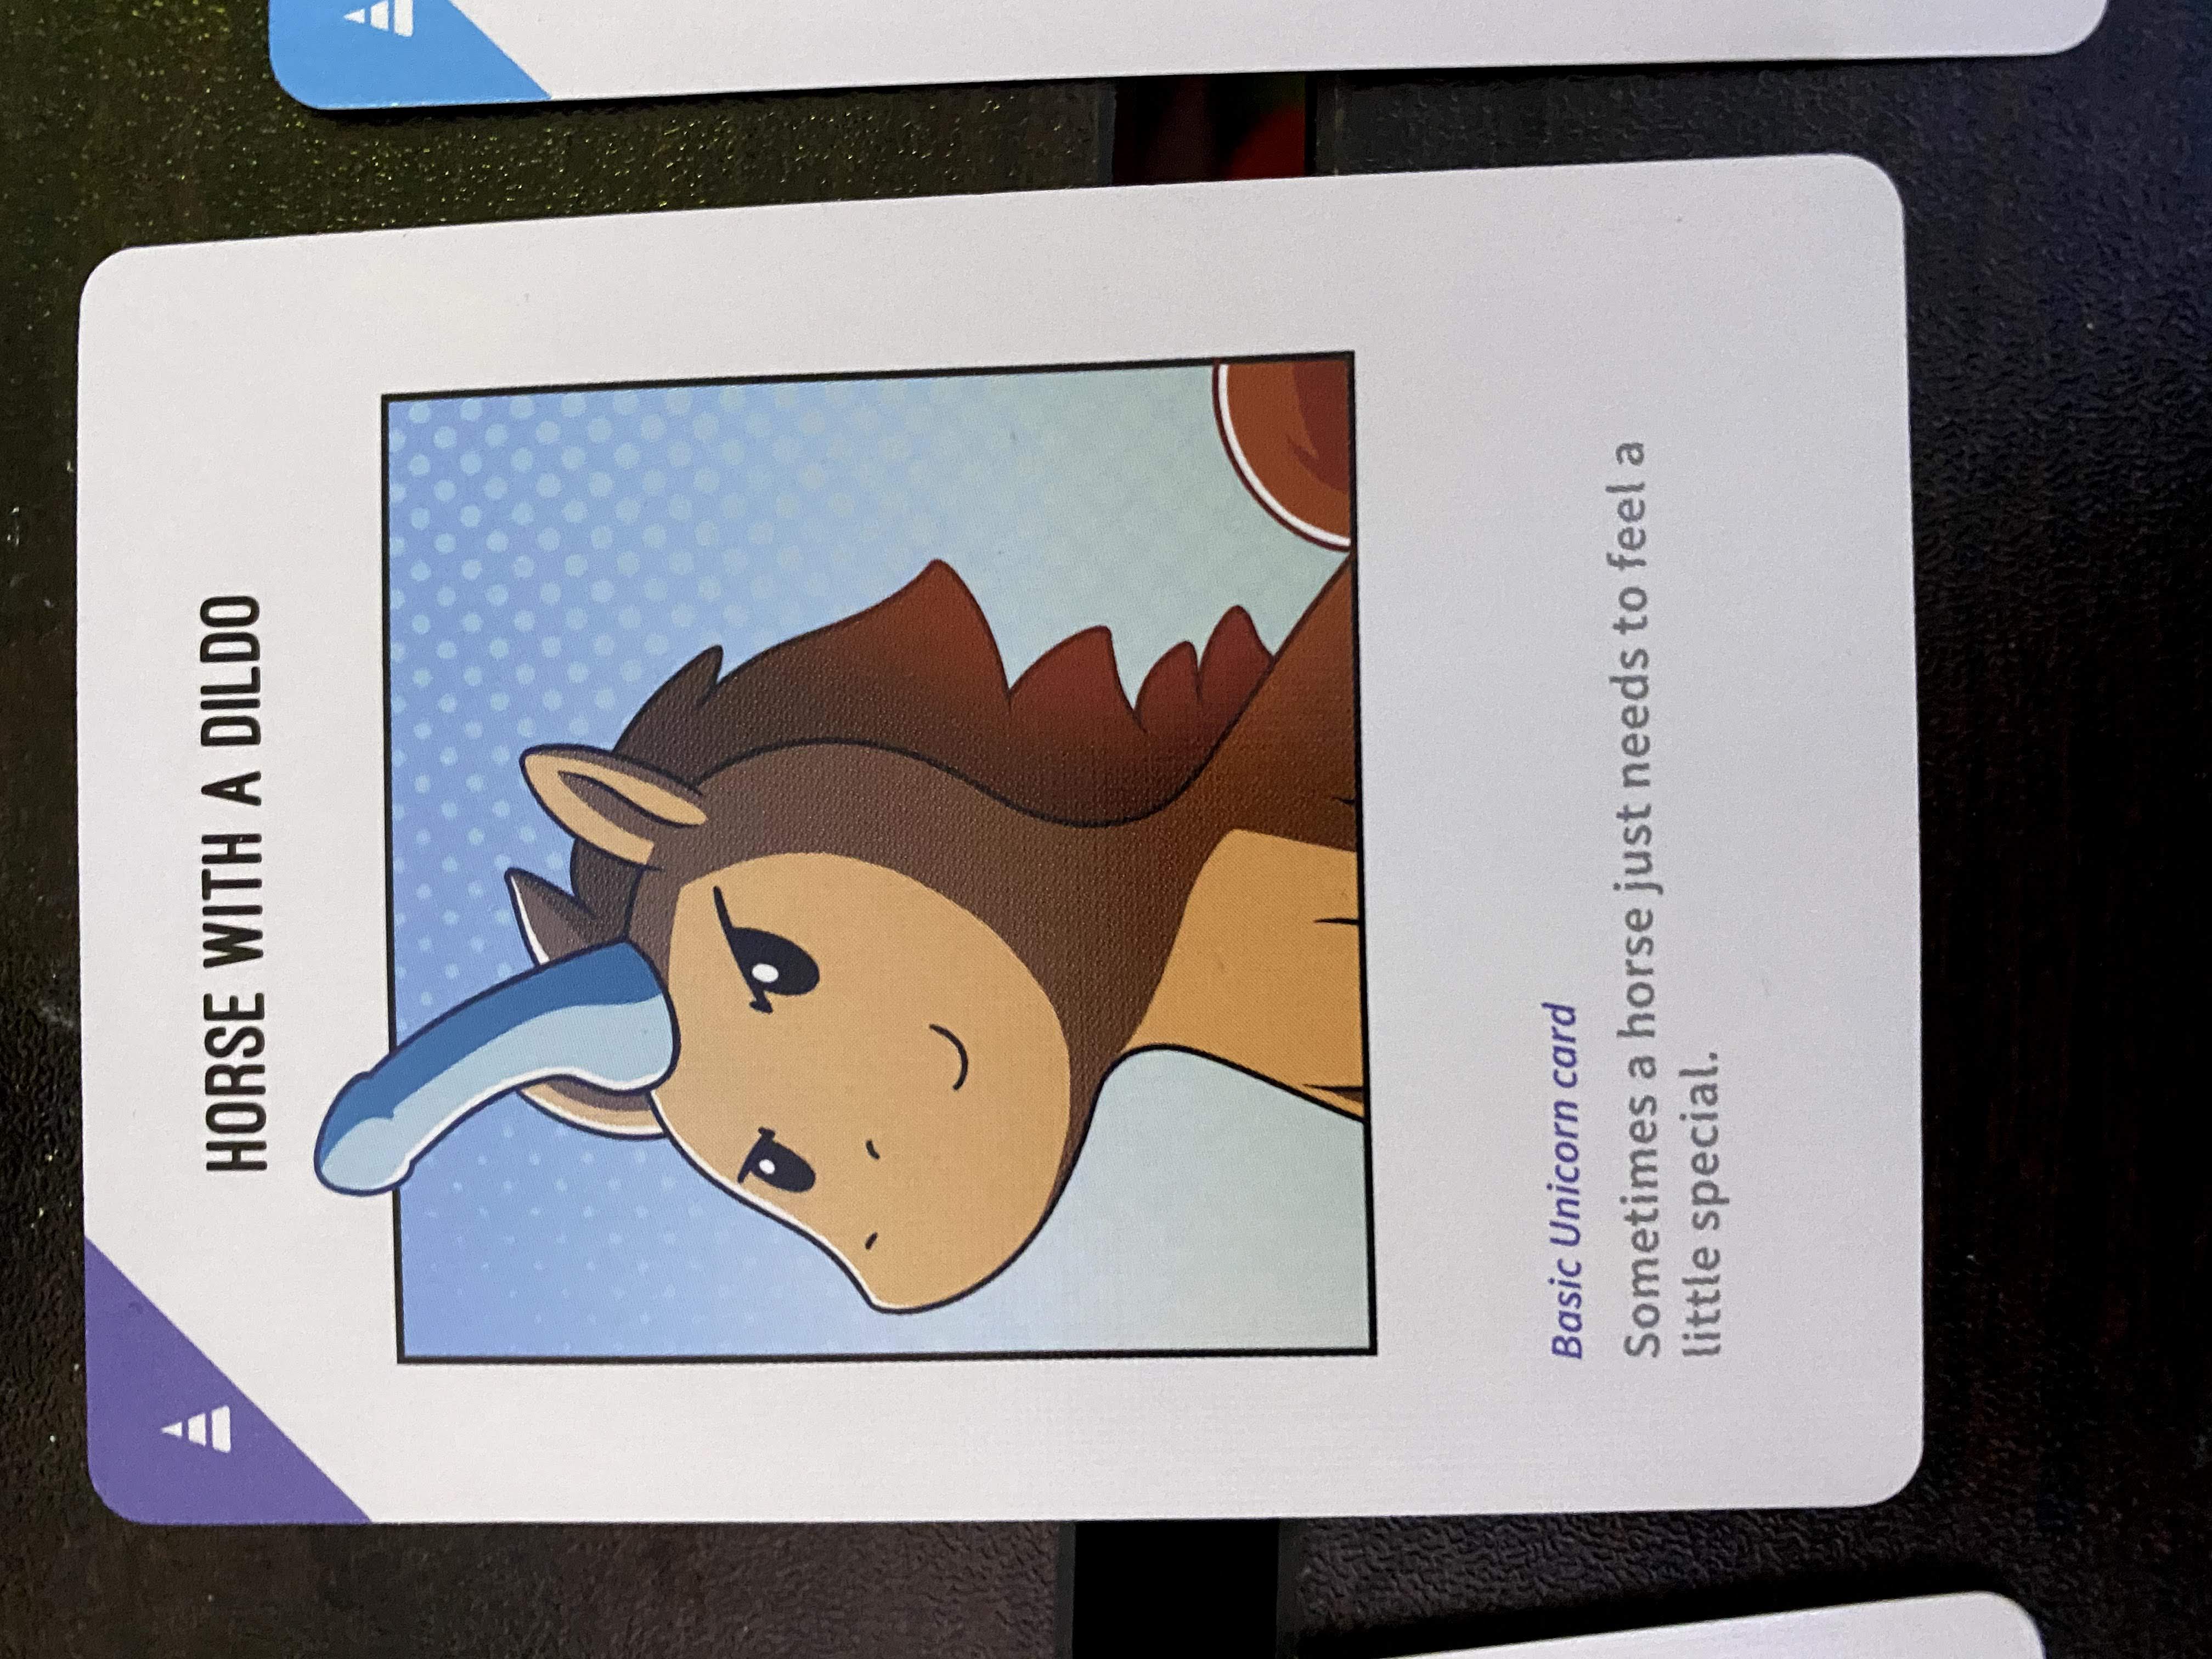 HORSE WITH A DILDO
Basic Unicorn card
Sometimes a horse just needs to feel a
little special.